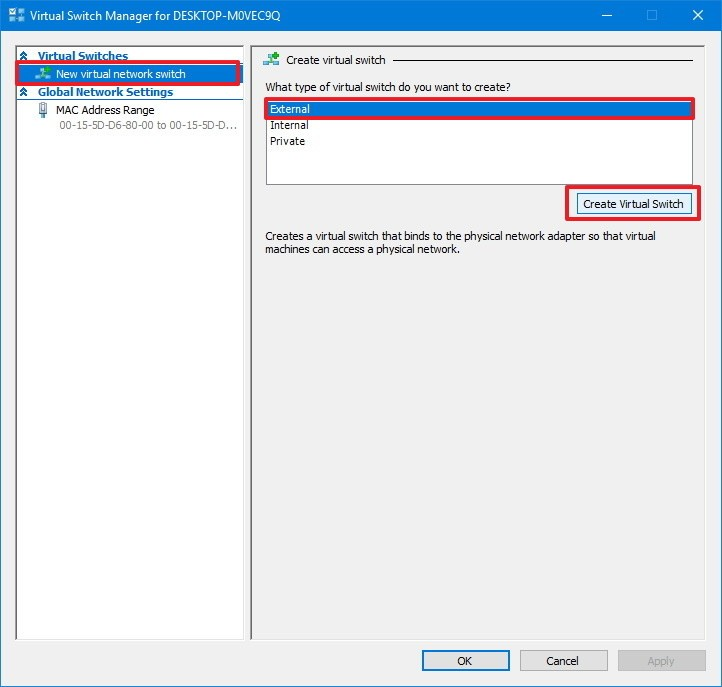 Virtual Switch Manager for DESKTOP-M0VEC9Q
Virtual Switches
New virtual network switch
Global Network Settings
MAC Address Range
00-15-5D-D6-80-00 to 00-15-5D-D...
Create virtual switch
What type of virtual switch do you want to create?
External
Internal
Private
Create Virtual Switch
Creates a virtual switch that binds to the physical network adapter so that virtual
machines can access a physical network.
OK
Cancel
Apply